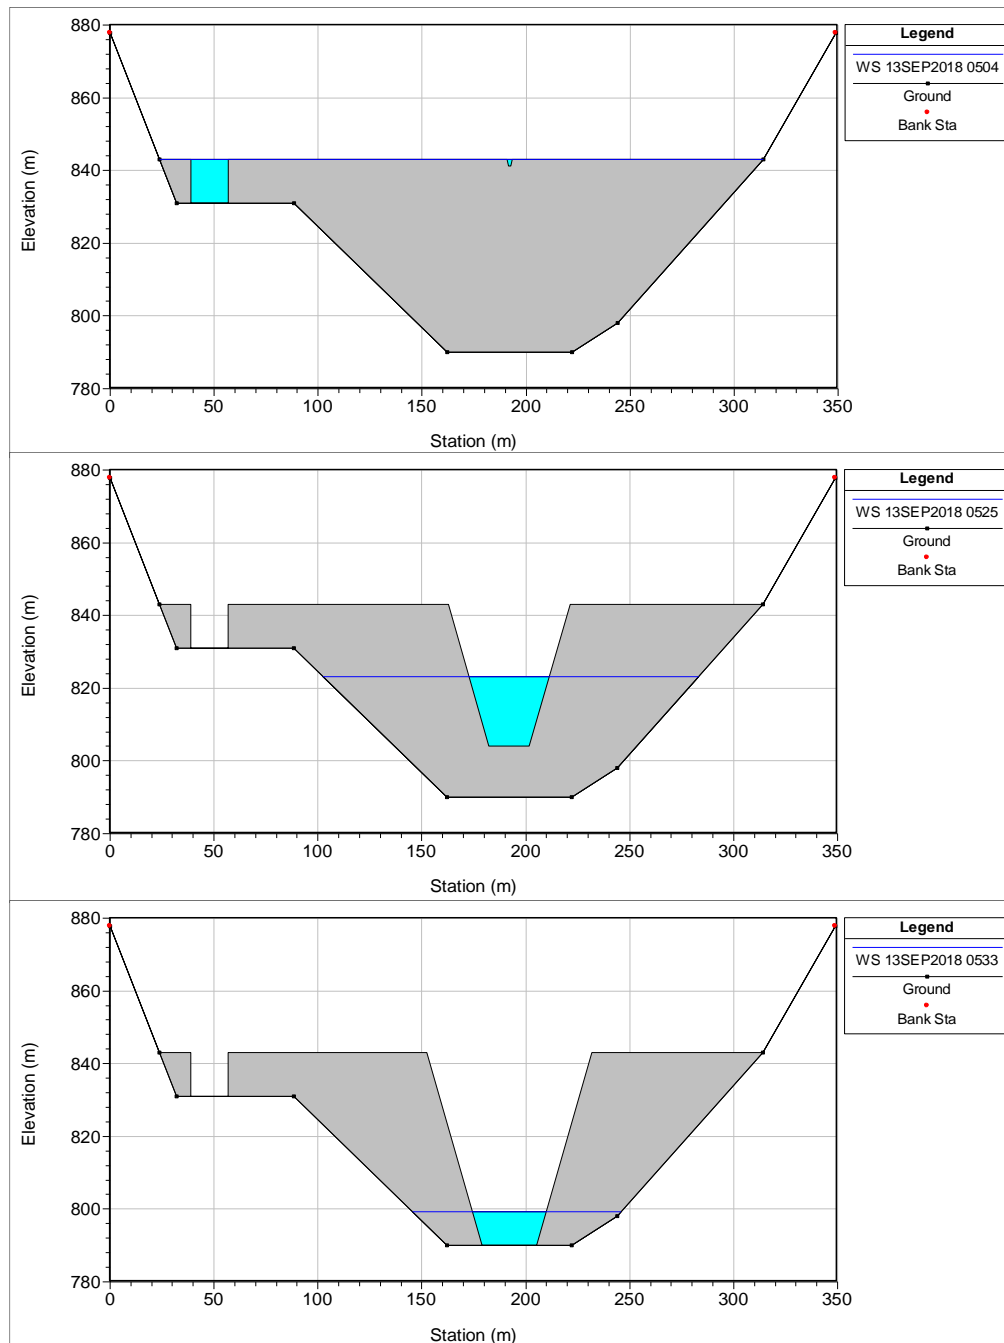 880
860
840
820
800
780
0
50
100
150
200
250
300
350
Elevation (m)
Station (m)
Legend
WS 13SEP2018 0504
Ground
Bank Sta
880
860
840
820
800
780
0
50
100
150
200
250
300
350
Elevation (m)
Station (m)
Legend
WS 13SEP2018 0525
Ground
Bank Sta
880
860
840
820
800
780
0
50
100
150
200
250
300
350
Elevation (m)
Station (m)
Legend
WS 13SEP2018 0533
Ground
Bank Sta